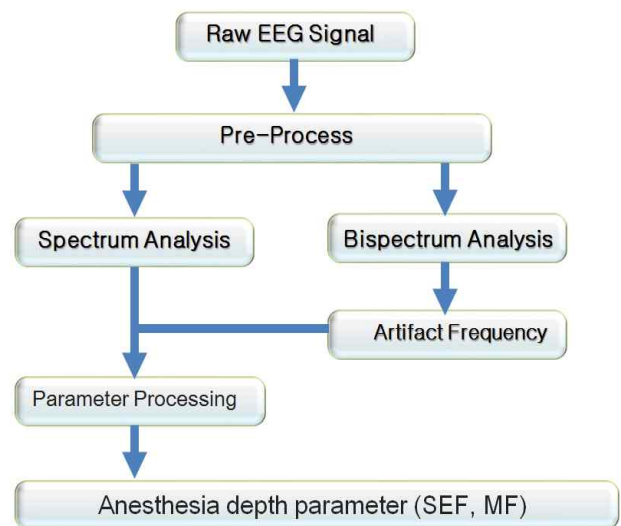 Raw EEG Signal
Pre-Process
Spectrum Analysis
Bispectrum Analysis
Artifact Frequency
Parameter Processing
Anesthesia depth parameter (SEF, MF)